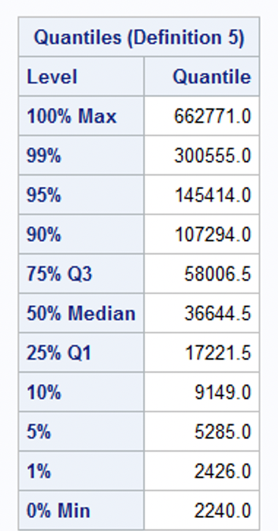 Quantiles (Definition 5)
Level Quantile
100% Max 662771.0
99% 300555.0
95% 145414.0
90% 107294.0
75% Q3 58006.5
50% Median 36644.5
25% Q1 17221.5
10% 9149.0
5% 5285.0
1% 2426.0
0% Min 2240.0